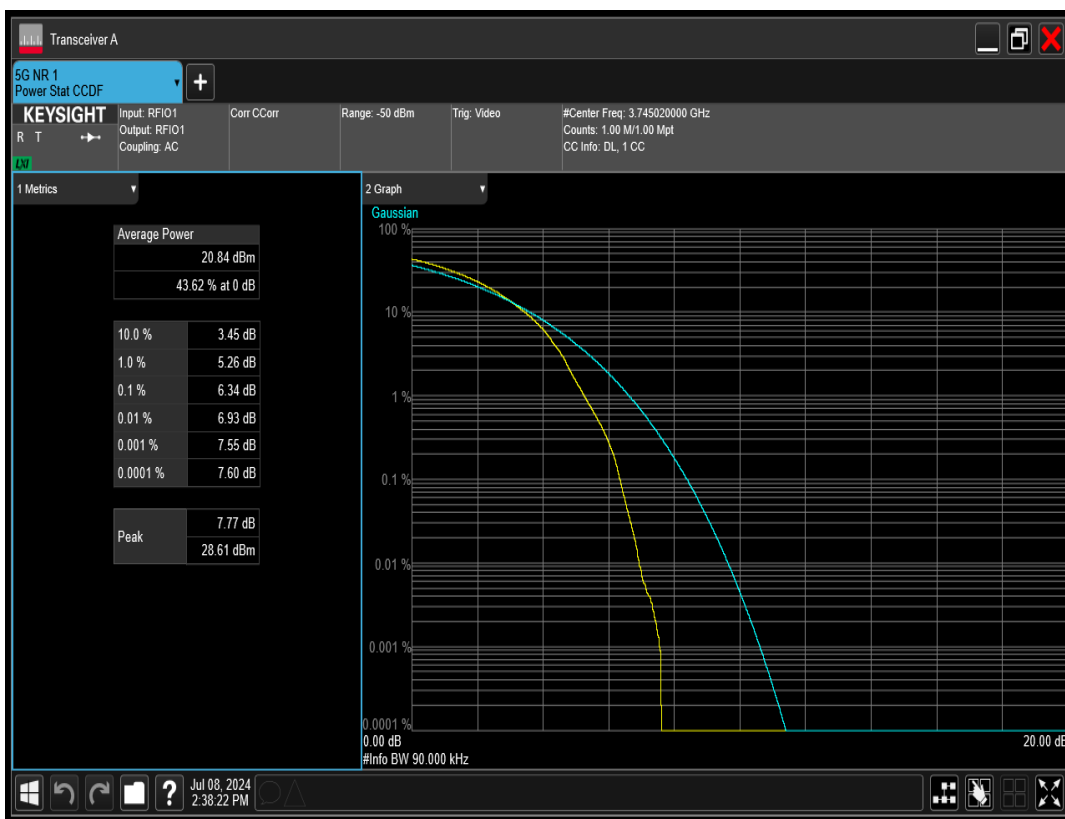 Transceiver A
5G NR 1
Power Stat CCDF
+
KEYSIGHT
R T
LXI
Input: RFIO1
Output: RFIO1
Coupling: AC
Corr CCorr
Range: -50 dBm
Trig: Video
#Center Freq: 3.745020000 GHz
Counts: 1.00 M/1.00 Mpt
CC Info: DL, 1 CC
1 Metrics
Average Power
20.84 dBm
43.62 % at 0 dB
10.0 % 3.45 dB
1.0 % 5.26 dB
0.1 % 6.34 dB
0.01 % 6.93 dB
0.001 % 7.55 dB
0.0001 % 7.60 dB
Peak 7.77 dB
28.61 dBm
2 Graph
Gaussian
100 %
10 %
1 %
0.1 %
0.01 %
0.001 %
0.0001 %
0.00 dB 20.00 dB
#Info BW 90.000 kHz
?
Jul 08, 2024
2:38:22 PM